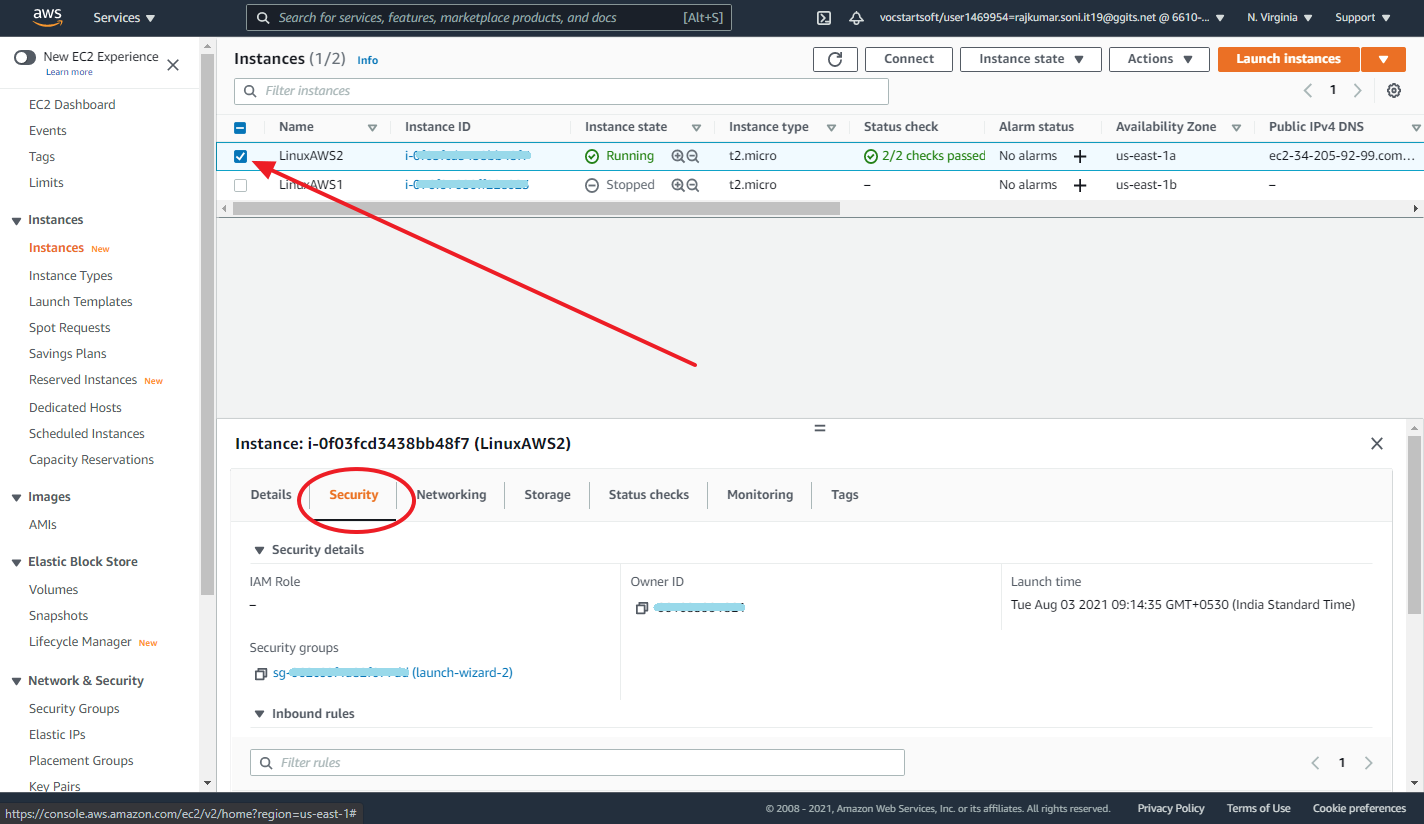 aws Services Search for services, features, marketplace products, and docs [Alt+S] vocstartsoft/user1469954=rajkumar.soni.it19@ggits.net @ 6610-... N. Virginia Support
New EC2 Experience
Learn more
EC2 Dashboard
Events
Tags
Limits
Instances
Instances New
Instance Types
Launch Templates
Spot Requests
Savings Plans
Reserved Instances New
Dedicated Hosts
Scheduled Instances
Capacity Reservations
Images
AMIs
Elastic Block Store
Volumes
Snapshots
Lifecycle Manager New
Network & Security
Security Groups
Elastic IPs
Placement Groups
Key Pairs
Instances (1/2) Info Connect Instance state Actions Launch instances
Filter instances 1
Name Instance ID Instance state Instance type Status check Alarm status Availability Zone Public IPv4 DNS
LinuxAWS2 Running t2.micro 2/2 checks passed No alarms + us-east-1a ec2-34-205-92-99.com...
LinuxAWS1 Stopped t2.micro – No alarms + us-east-1b –
Instance: i-0f03fcd3438bb48f7 (LinuxAWS2)
Details Security Networking Storage Status checks Monitoring Tags
Security details
IAM Role Owner ID Launch time
– Tue Aug 03 2021 09:14:35 GMT+0530 (India Standard Time)
Security groups
sg- (launch-wizard-2)
Inbound rules
Filter rules 1
https://console.aws.amazon.com/ec2/v2/home?region=us-east-1#
© 2008 - 2021, Amazon Web Services, Inc. or its affiliates. All rights reserved. Privacy Policy Terms of Use Cookie preferences